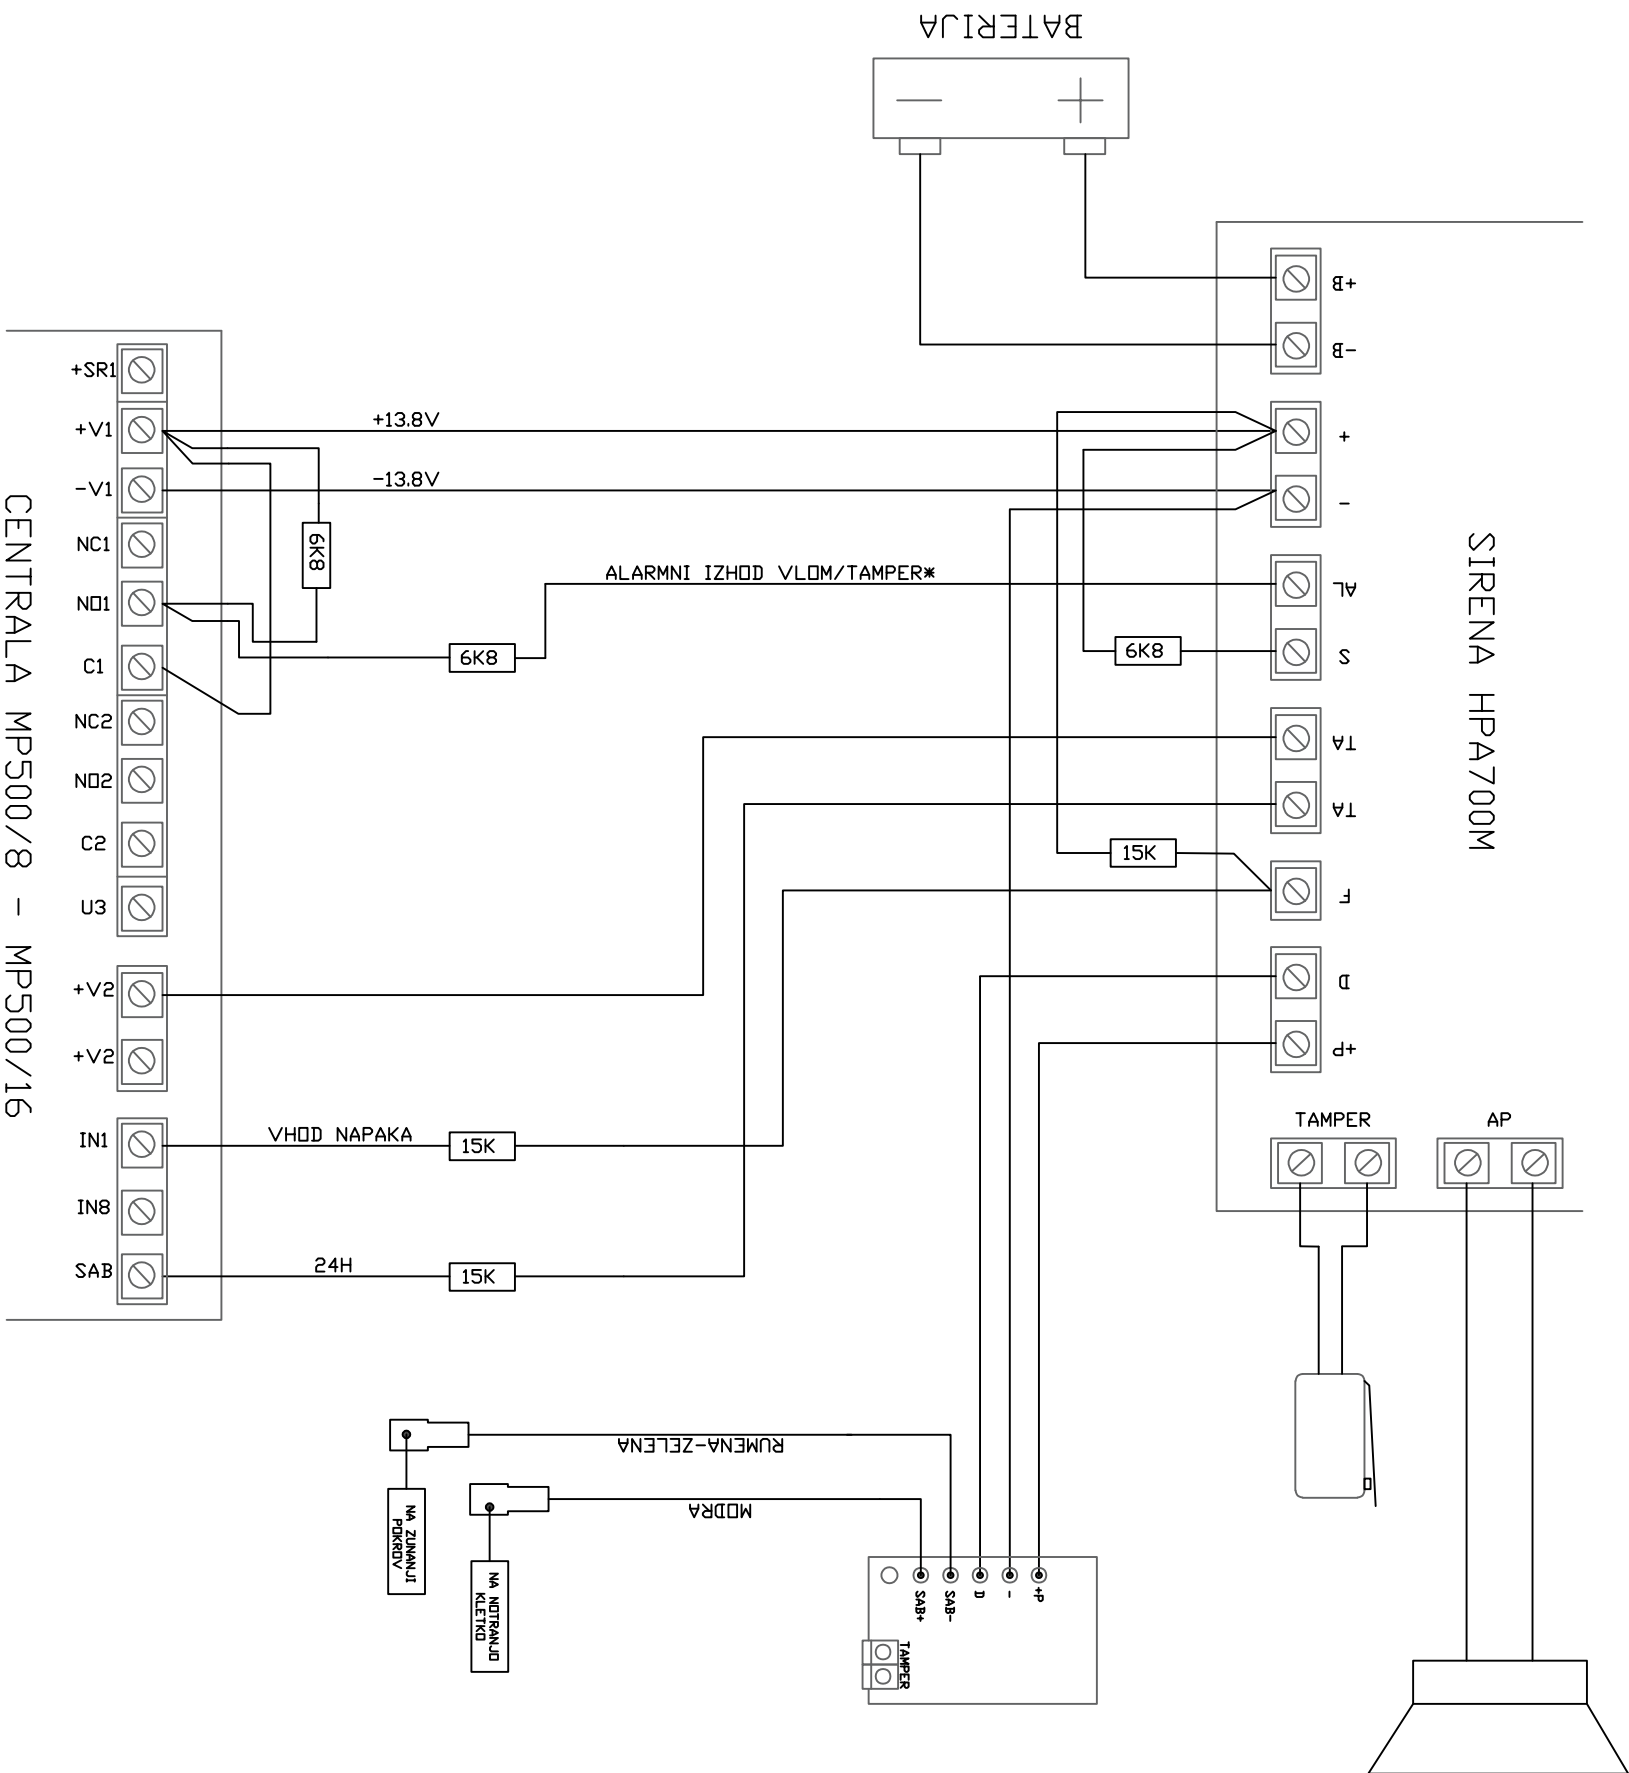 BATERIJA
+B
-B
+SR1
+V1
+13.8V
+
-V1
-13.8V
-
NC1
6K8
ALARMNI IZHOD VLOM/TAMPER*
AL
NO1
C1
6K8
6K8
S
NC2
TA
NO2
TA
C2
15K
U3
F
+V2
D
+V2
+P
CENTRALA MP500/8 - MP500/16
SIRENA HPA700M
TAMPER
AP
IN1
VHOD NAPAKA
15K
IN8
SAB
24H
15K
RUMENA-ZELENA
MODRA
NA ZUNANJI
POKROV
NA NOTRANJO
KLETKO
SAB+
SAB-
D
-
+P
TAMPER